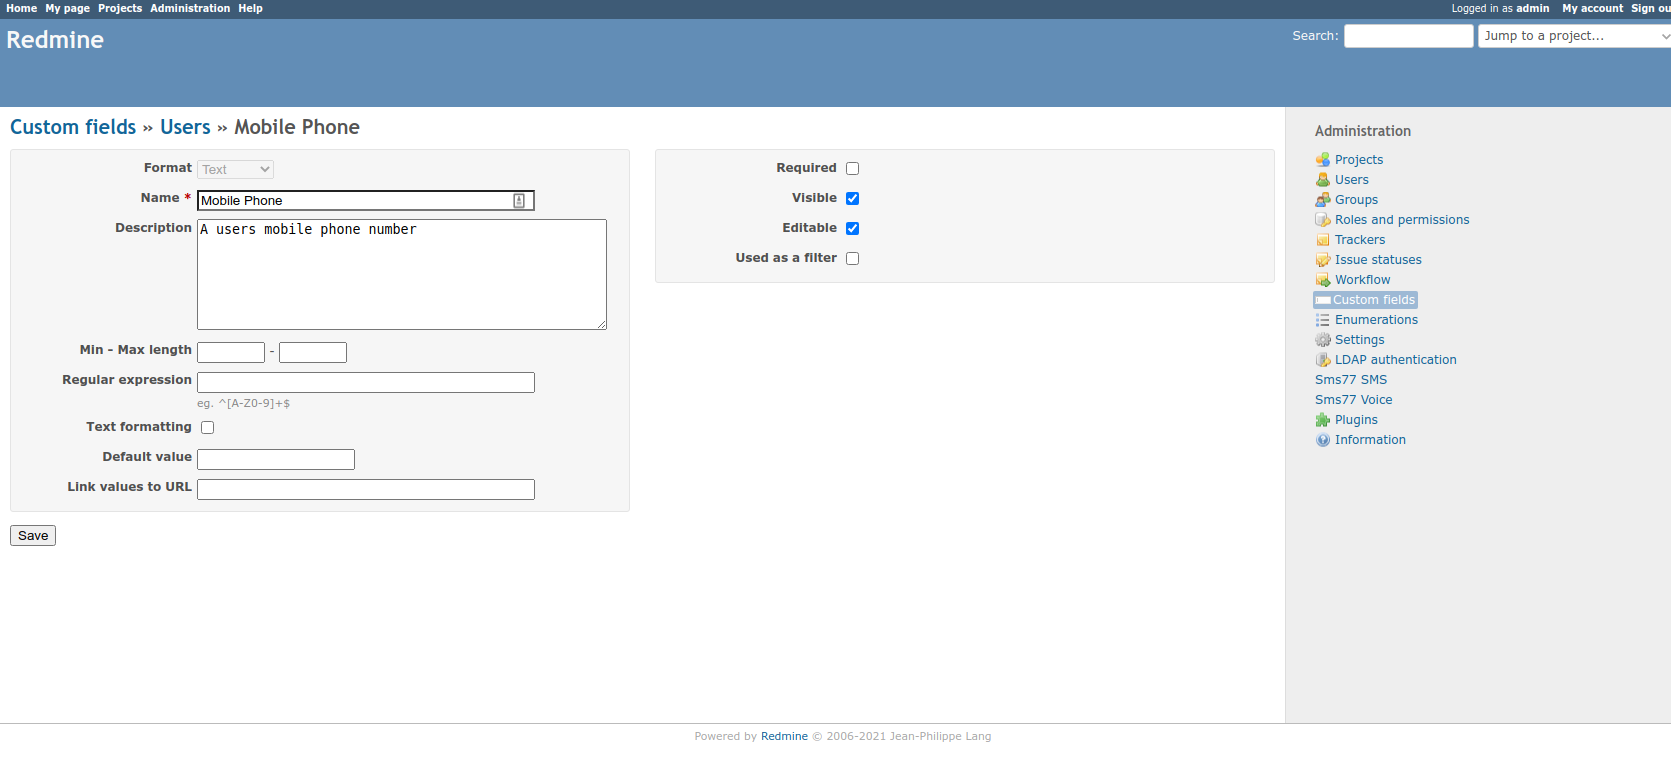 Home My page Projects Administration Help
Logged in as admin My account Sign ou
Redmine
Search: Jump to a project...
Custom fields » Users » Mobile Phone
Format Text
Name * Mobile Phone
Description A users mobile phone number
Min – Max length -
Regular expression
eg. ^[A-Z0-9]+$
Text formatting
Default value
Link values to URL
Save
Required
Visible
Editable
Used as a filter
Administration
Projects
Users
Groups
Roles and permissions
Trackers
Issue statuses
Workflow
Custom fields
Enumerations
Settings
LDAP authentication
Sms77 SMS
Sms77 Voice
Plugins
Information
Powered by Redmine © 2006-2021 Jean-Philippe Lang